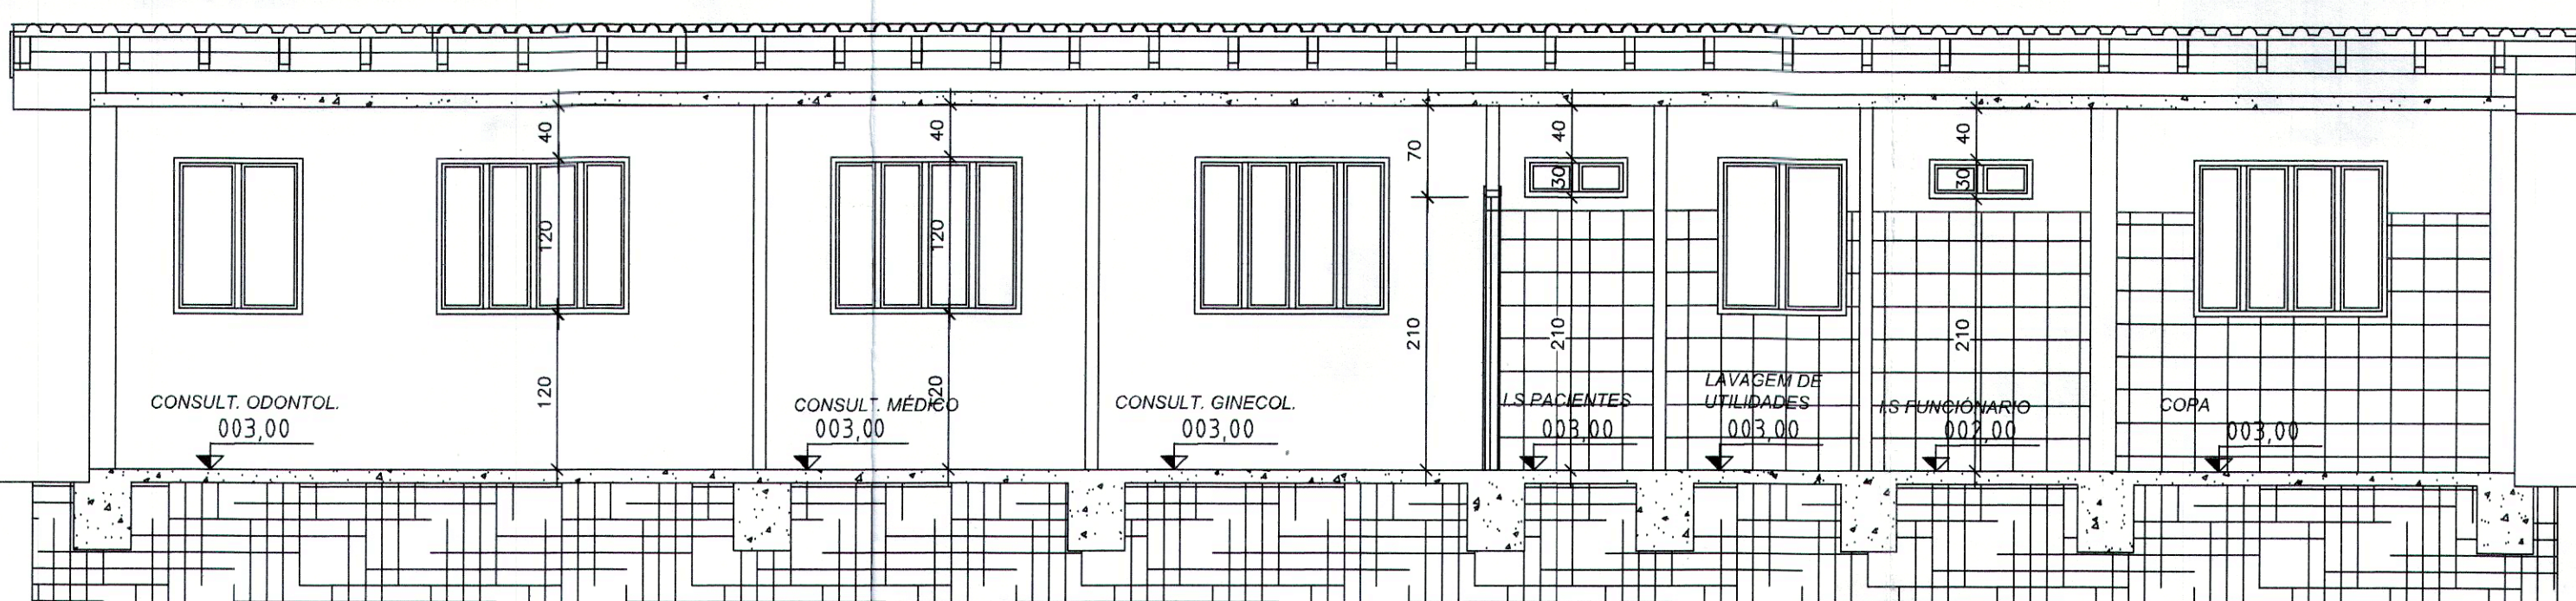 40
40
70
40
40
30
30
120
120
210
210
210
120
120
CONSULT. ODONTOL.
003,00
CONSULT. MÉDICO
003,00
CONSULT. GINECOL.
003,00
I.S PACIENTES
003,00
LAVAGEM DE
UTILIDADES
003,00
I.S FUNCIONÁRIO
002,00
COPA
003,00